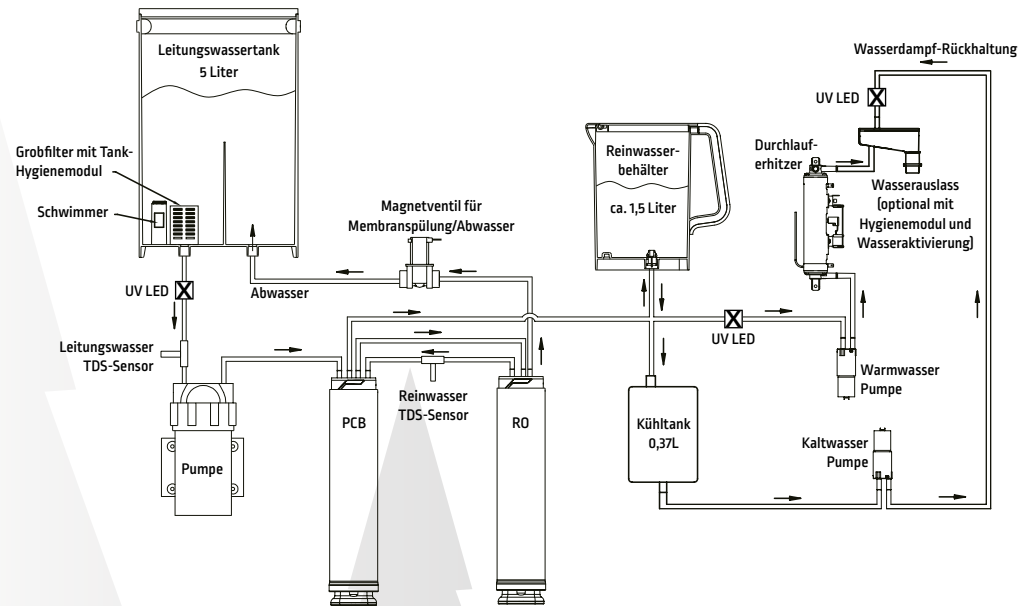 Leitungswassertank
5 Liter
Grobfilter mit Tank-
Hygienemodul
Schwimmer
UV LED
Abwasser
Magnetventil für
Membranspülung/Abwasser
Leitungswasser
TDS-Sensor
Pumpe
PCB
Reinwasser
TDS-Sensor
RO
Reinwasser-
behälter
ca. 1,5 Liter
Kühltank
0,37L
UV LED
Warmwasser
Pumpe
Kaltwasser
Pumpe
Durchlauf-
erhitzer
UV LED
Wasserdampf-Rückhaltung
Wasserauslass
(optional mit
Hygienemodul und
Wasseraktivierung)